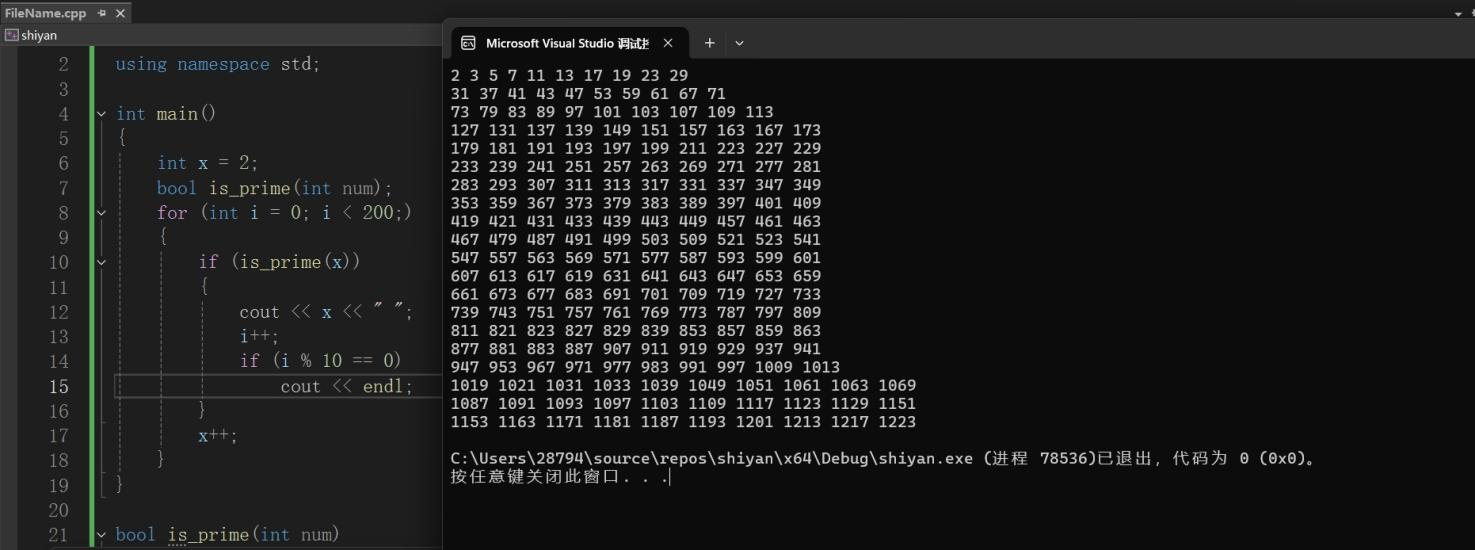 FileName.cpp
shiyan
2 using namespace std;
3
4 int main()
5 {
6 int x = 2;
7 bool is_prime(int num);
8 for (int i = 0; i < 200;)
9 {
10 if (is_prime(x))
11 {
12 cout << x << " ";
13 i++;
14 if (i % 10 == 0)
15 cout << endl;
16 }
17 x++;
18 }
19 }
20
21 bool is_prime(int num)
Microsoft Visual Studio 调试
2 3 5 7 11 13 17 19 23 29
31 37 41 43 47 53 59 61 67 71
73 79 83 89 97 101 103 107 109 113
127 131 137 139 149 151 157 163 167 173
179 181 191 193 197 199 211 223 227 229
233 239 241 251 257 263 269 271 277 281
283 293 307 311 313 317 331 337 347 349
353 359 367 373 379 383 389 397 401 409
419 421 431 433 439 443 449 457 461 463
467 479 487 491 499 503 509 521 523 541
547 557 563 569 571 577 587 593 599 601
607 613 617 619 631 641 643 647 653 659
661 673 677 683 691 701 709 719 727 733
739 743 751 757 761 769 773 787 797 809
811 821 823 827 829 839 853 857 859 863
877 881 883 887 907 911 919 929 937 941
947 953 967 971 977 983 991 997 1009 1013
1019 1021 1031 1033 1039 1049 1051 1061 1063 1069
1087 1091 1093 1097 1103 1109 1117 1123 1129 1151
1153 1163 1171 1181 1187 1193 1201 1213 1217 1223
C:\Users\28794\source\repos\shiyan\x64\Debug\shiyan.exe (进程 78536)已退出，代码为 0 (0x0)。
按任意键关闭此窗口. . .